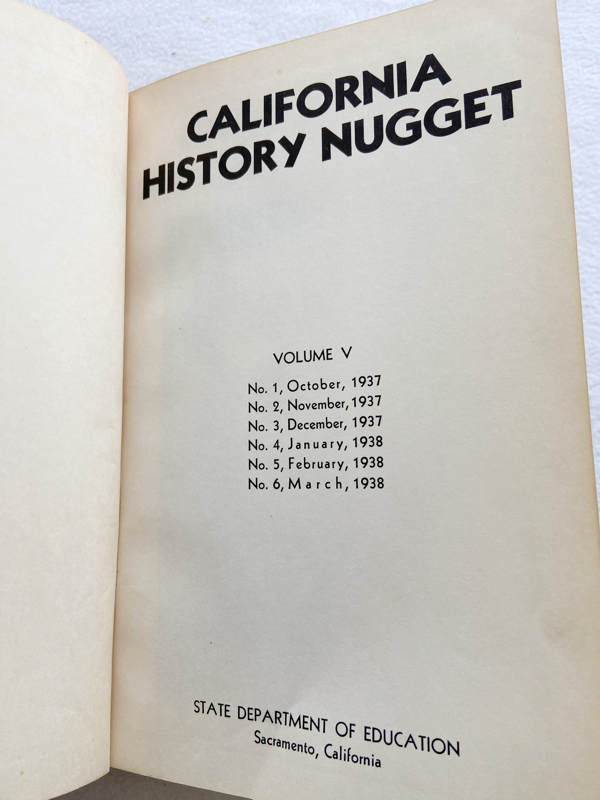 CALIFORNIA
HISTORY NUGGET
VOLUME V
No. 1, October, 1937
No. 2, November, 1937
No. 3, December, 1937
No. 4, January, 1938
No. 5, February, 1938
No. 6, March, 1938
STATE DEPARTMENT OF EDUCATION
Sacramento, California